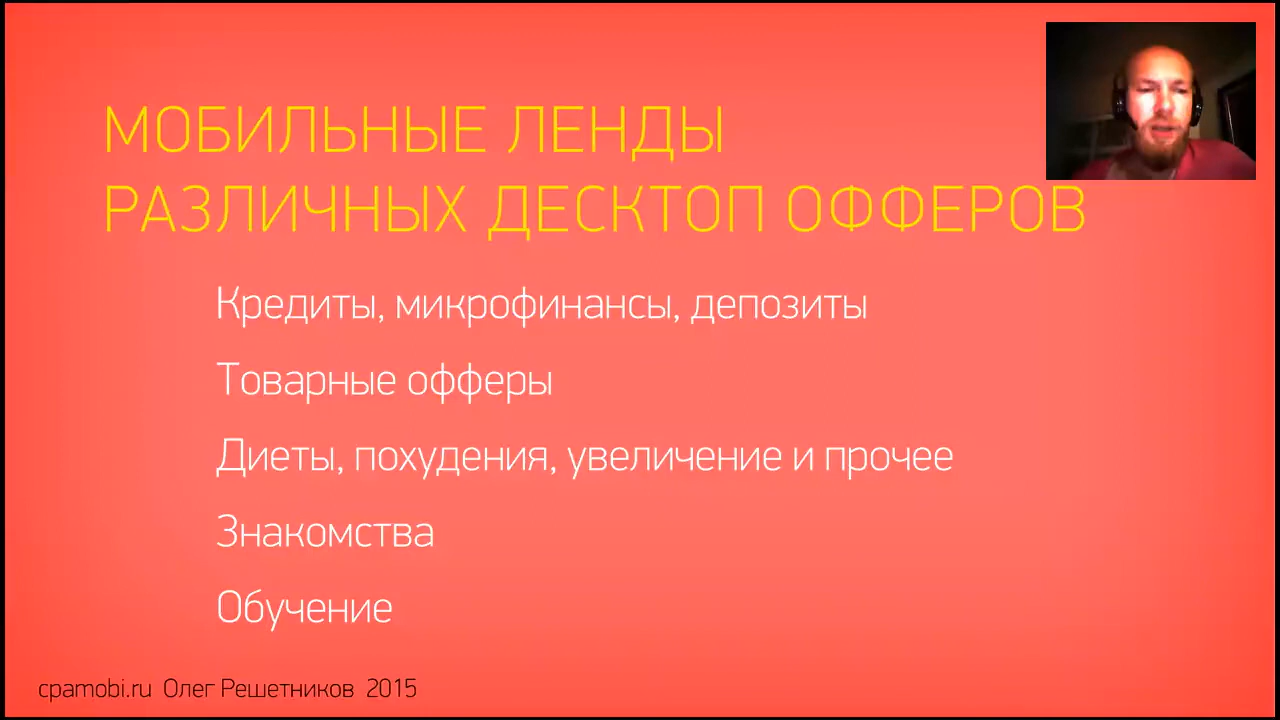 МОБИЛЬНЫЕ ЛЕНДЫ
РАЗЛИЧНЫХ ДЕСКТОП ОФФЕРОВ
Кредиты, микрофинансы, депозиты
Товарные офферы
Диеты, похудения, увеличение и прочее
Знакомства
Обучение
cpamobi.ru Олег Решетников 2015